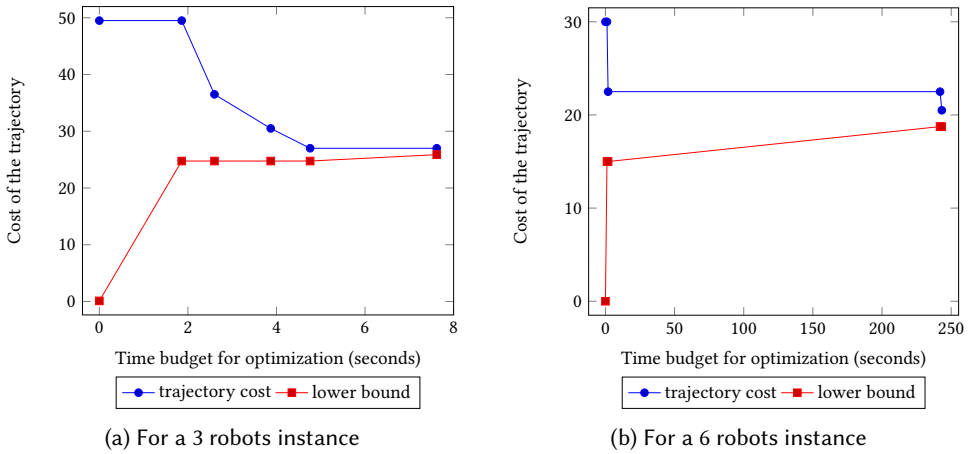 50
40
30
20
10
0
Cost of the trajectory
0 2 4 6 8
Time budget for optimization (seconds)
trajectory cost lower bound
(a) For a 3 robots instance
30
20
10
0
Cost of the trajectory
0 50 100 150 200 250
Time budget for optimization (seconds)
trajectory cost lower bound
(b) For a 6 robots instance